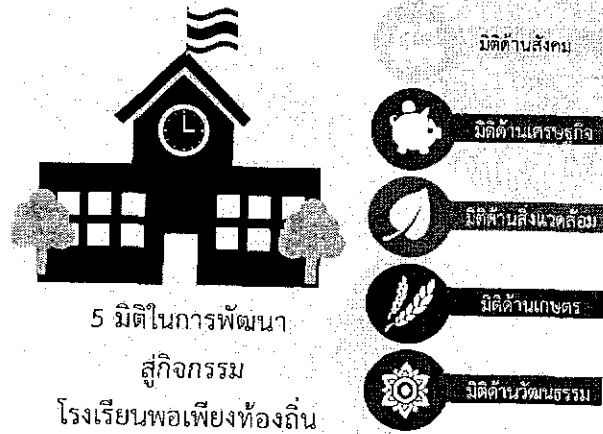 มิติด้านสังคม
มิติด้านเศรษฐกิจ
มิติด้านสิ่งแวดล้อม
มิติด้านเกษตร
มิติด้านวัฒนธรรม
5 มิติในการพัฒนา
สู่กิจกรรม
โรงเรียนพอเพียงท้องถิ่น